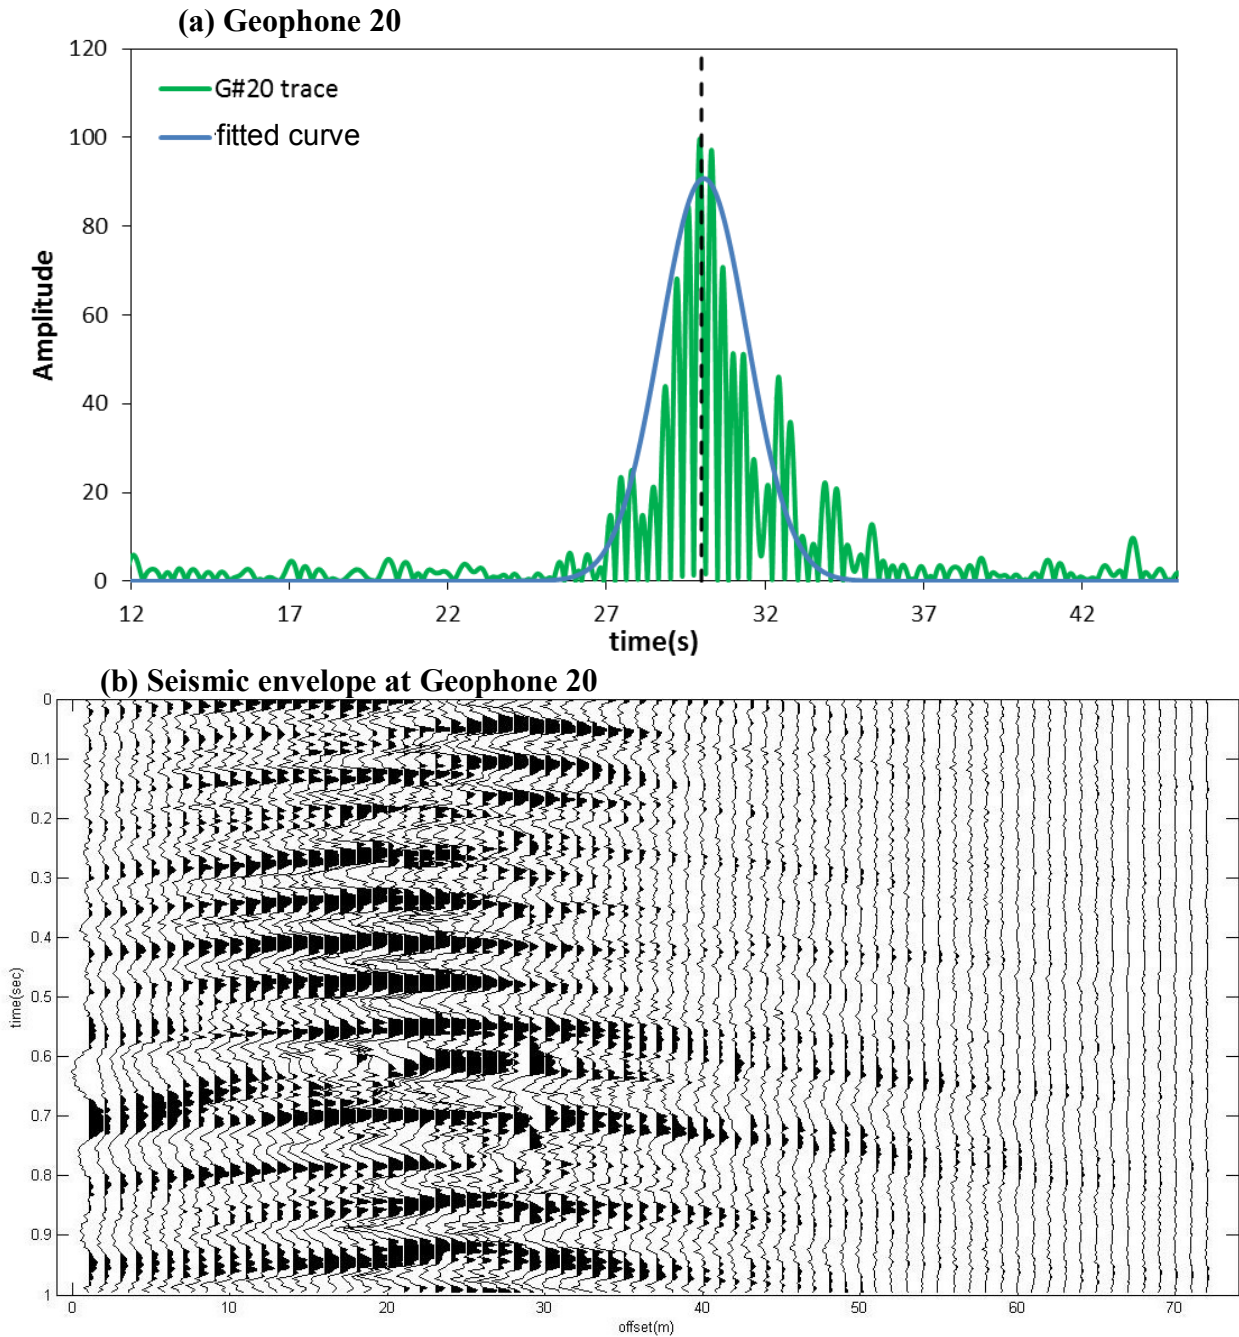 (a) Geophone 20
120
G#20 trace
100
fitted curve
80
60
40
20
0
Amplitude
12 17 22 27 32 37 42
time(s)
(b) Seismic envelope at Geophone 20
0
0.1
0.2
0.3
0.4
0.5
0.6
0.7
0.8
0.9
1
time(sec)
0 10 20 30 40 50 60 70
offset(m)